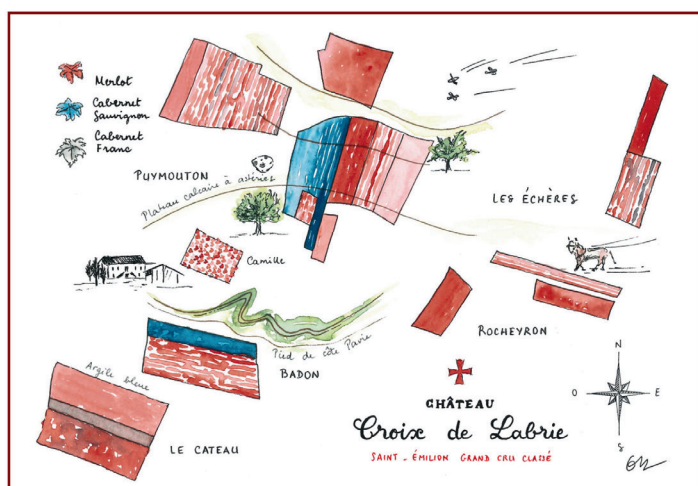 Merlot
Cabernet
Sauvignon
Cabernet
Franc
PUYMOUTON
Plateau calcaire à astéries
LES ÉCHÈRES
Camille
ROCHEYRON
Pied de côte Pavie
BADON
Argile bleue
LE CATEAU
CHÂTEAU
Croix de Labrie
SAINT - ÉMILION GRAND CRU CLASSÉ
N
O
E
S